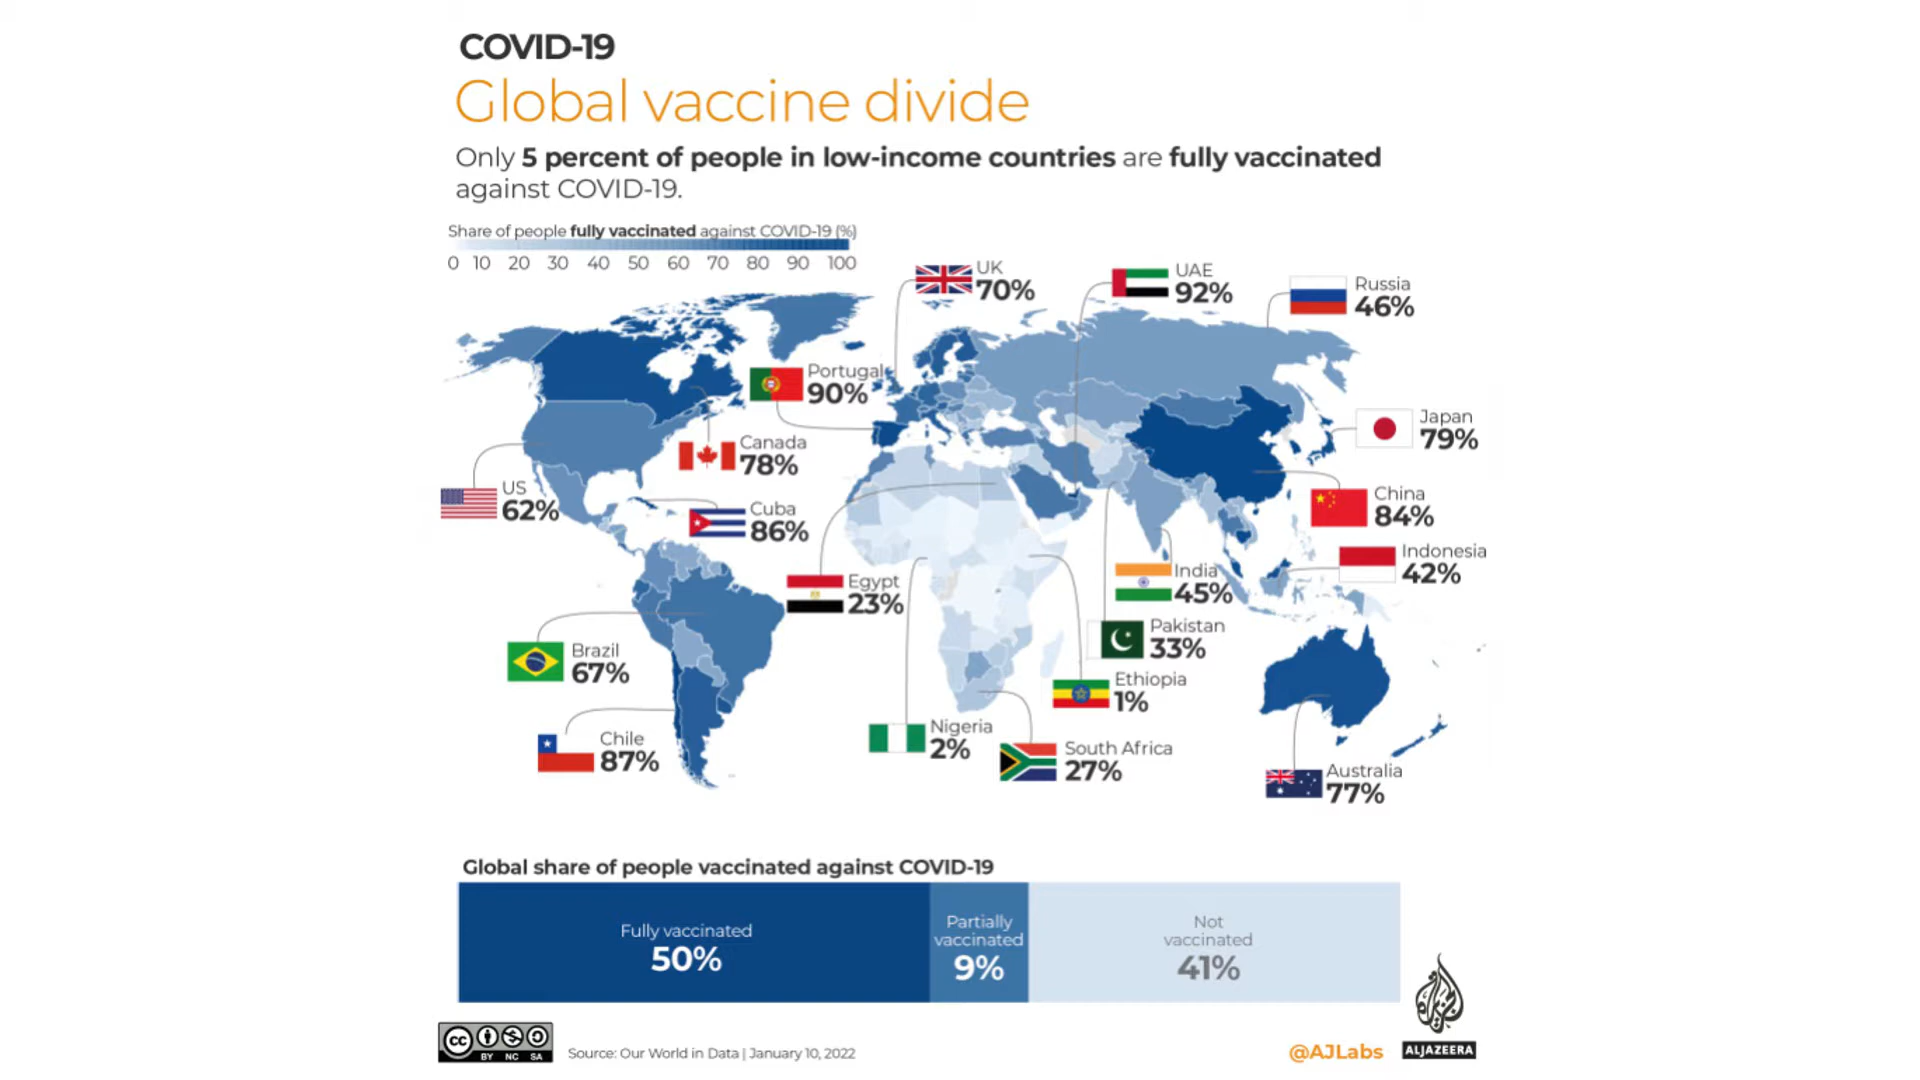 COVID-19
Global vaccine divide
Only 5 percent of people in low-income countries are fully vaccinated
against COVID-19.
Share of people fully vaccinated against COVID-19 (%)
0 10 20 30 40 50 60 70 80 90 100
UK
70%
UAE
92%
Russia
46%
Portugal
90%
Japan
79%
Canada
78%
US
62%
China
84%
Cuba
86%
Indonesia
42%
Egypt
23%
India
45%
Pakistan
33%
Brazil
67%
Ethiopia
1%
Nigeria
2%
South Africa
27%
Chile
87%
Australia
77%
Global share of people vaccinated against COVID-19
Fully vaccinated
50%
Partially
vaccinated
9%
Not
vaccinated
41%
cc BY NC SA
Source: Our World in Data | January 10, 2022
@AJLabs
ALJAZEERA